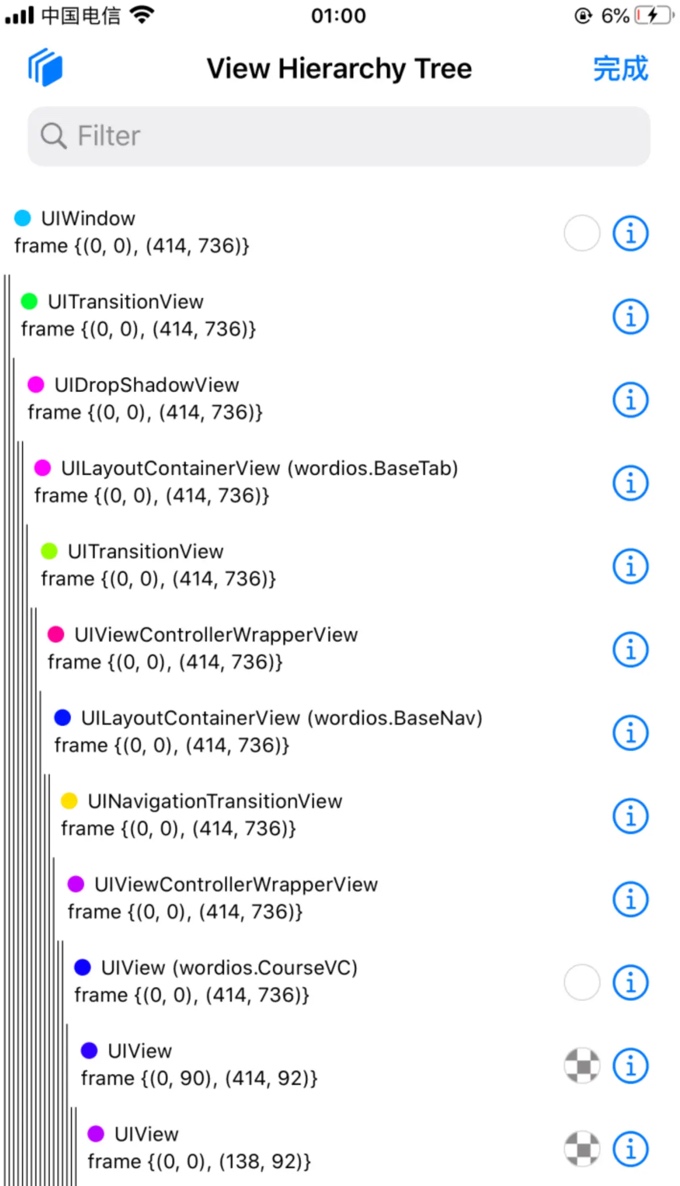 中国电信 01:00 6%
View Hierarchy Tree 完成
Filter
UIWindow
frame {(0, 0), (414, 736)}
UITransitionView
frame {(0, 0), (414, 736)}
UIDropShadowView
frame {(0, 0), (414, 736)}
UILayoutContainerView (wordios.BaseTab)
frame {(0, 0), (414, 736)}
UITransitionView
frame {(0, 0), (414, 736)}
UIViewControllerWrapperView
frame {(0, 0), (414, 736)}
UILayoutContainerView (wordios.BaseNav)
frame {(0, 0), (414, 736)}
UINavigationTransitionView
frame {(0, 0), (414, 736)}
UIViewControllerWrapperView
frame {(0, 0), (414, 736)}
UIView (wordios.CourseVC)
frame {(0, 0), (414, 736)}
UIView
frame {(0, 90), (414, 92)}
UIView
frame {(0, 0), (138, 92)}